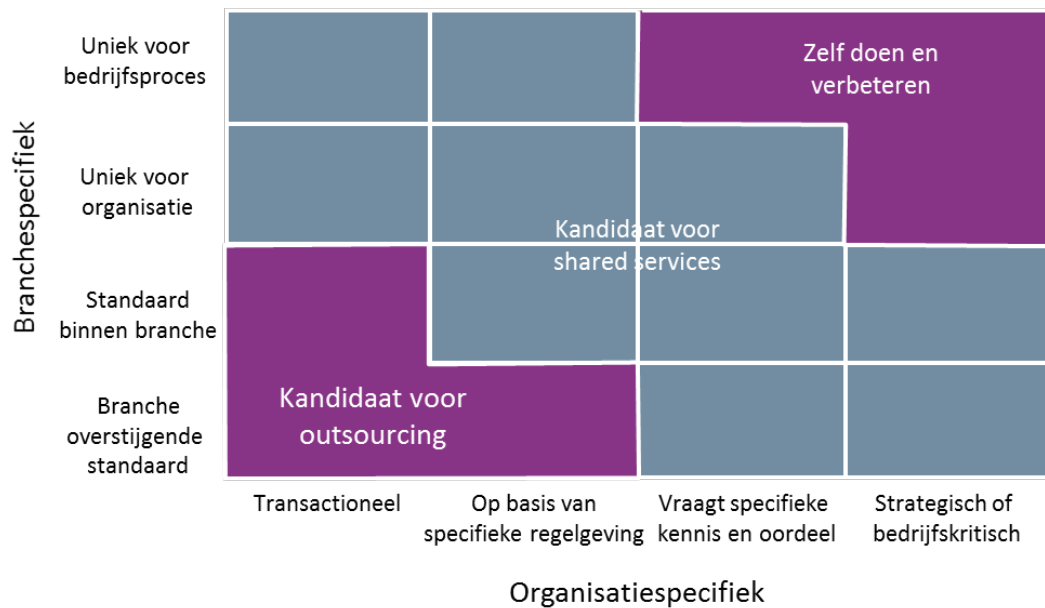 Branchespecifiek
Uniek voor
bedrijfsproces
Zelf doen en
verbeteren
Uniek voor
organisatie
Kandidaat voor
shared services
Standaard
binnen branche
Branche
overstijgende
standaard
Kandidaat voor
outsourcing
Transactioneel
Op basis van
specifieke regelgeving
Vraagt specifieke
kennis en oordeel
Strategisch of
bedrijfskritisch
Organisatiespecifiek